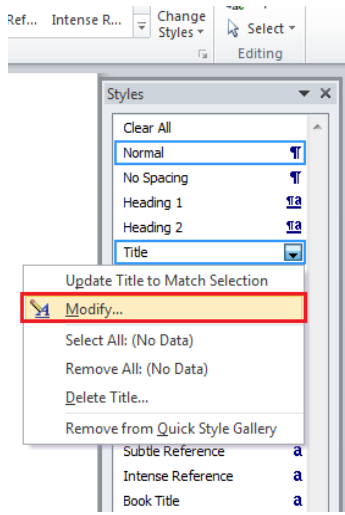 Ref... Intense R... Change
Styles
Select
Editing
Styles
Clear All
Normal ¶
No Spacing ¶
Heading 1 ¶a
Heading 2 ¶a
Title
Update Title to Match Selection
Modify...
Select All: (No Data)
Remove All: (No Data)
Delete Title...
Remove from Quick Style Gallery
Subtle Reference a
Intense Reference a
Book Title a